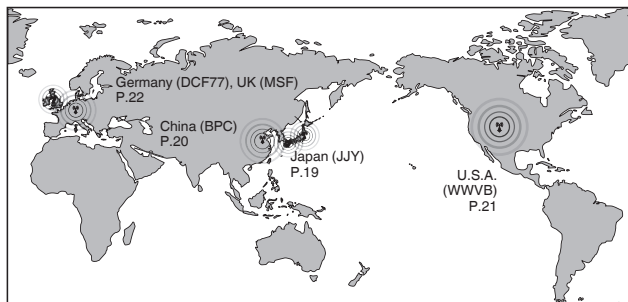 Germany (DCF77), UK (MSF)
P.22
China (BPC)
P.20
Japan (JJY)
P.19
U.S.A.
(WWVB)
P.21